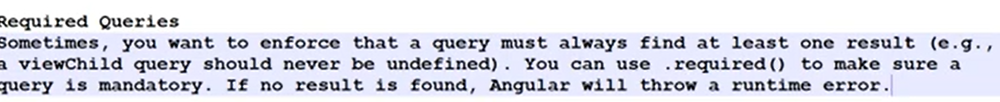 Required Queries
Sometimes, you want to enforce that a query must always find at least one result (e.g.,
a viewChild query should never be undefined). You can use .required() to make sure a
query is mandatory. If no result is found, Angular will throw a runtime error.